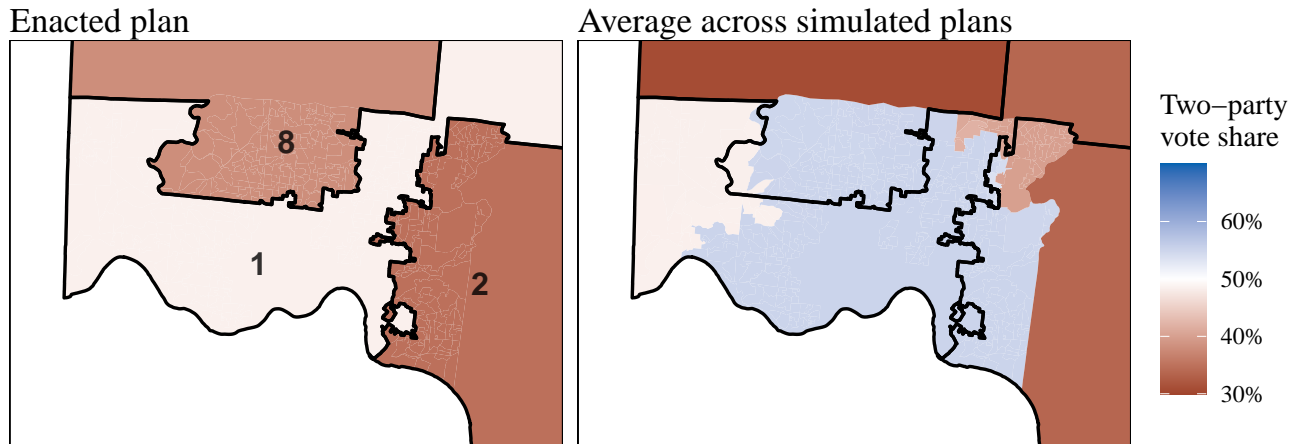 Enacted plan
Average across simulated plans
8
1
2
Two−party
vote share
60%
50%
40%
30%